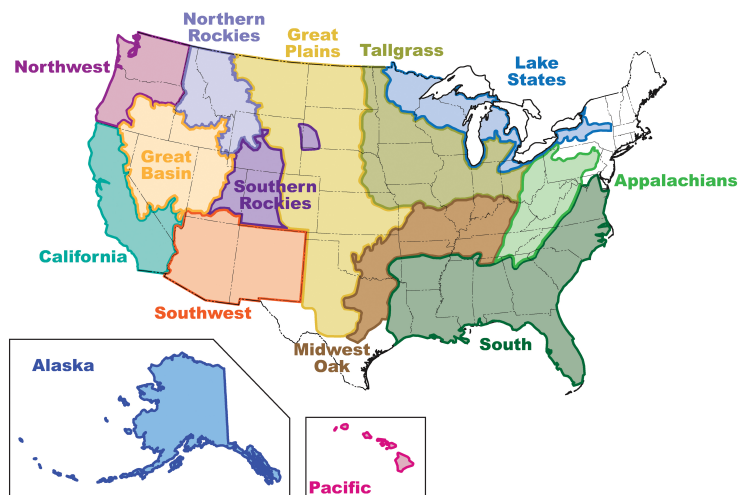 Northern
Rockies
Great
Plains
Tallgrass
Lake
States
Northwest
Great
Basin
Southern
Rockies
Appalachians
California
Southwest
Midwest
Oak
South
Alaska
Pacific